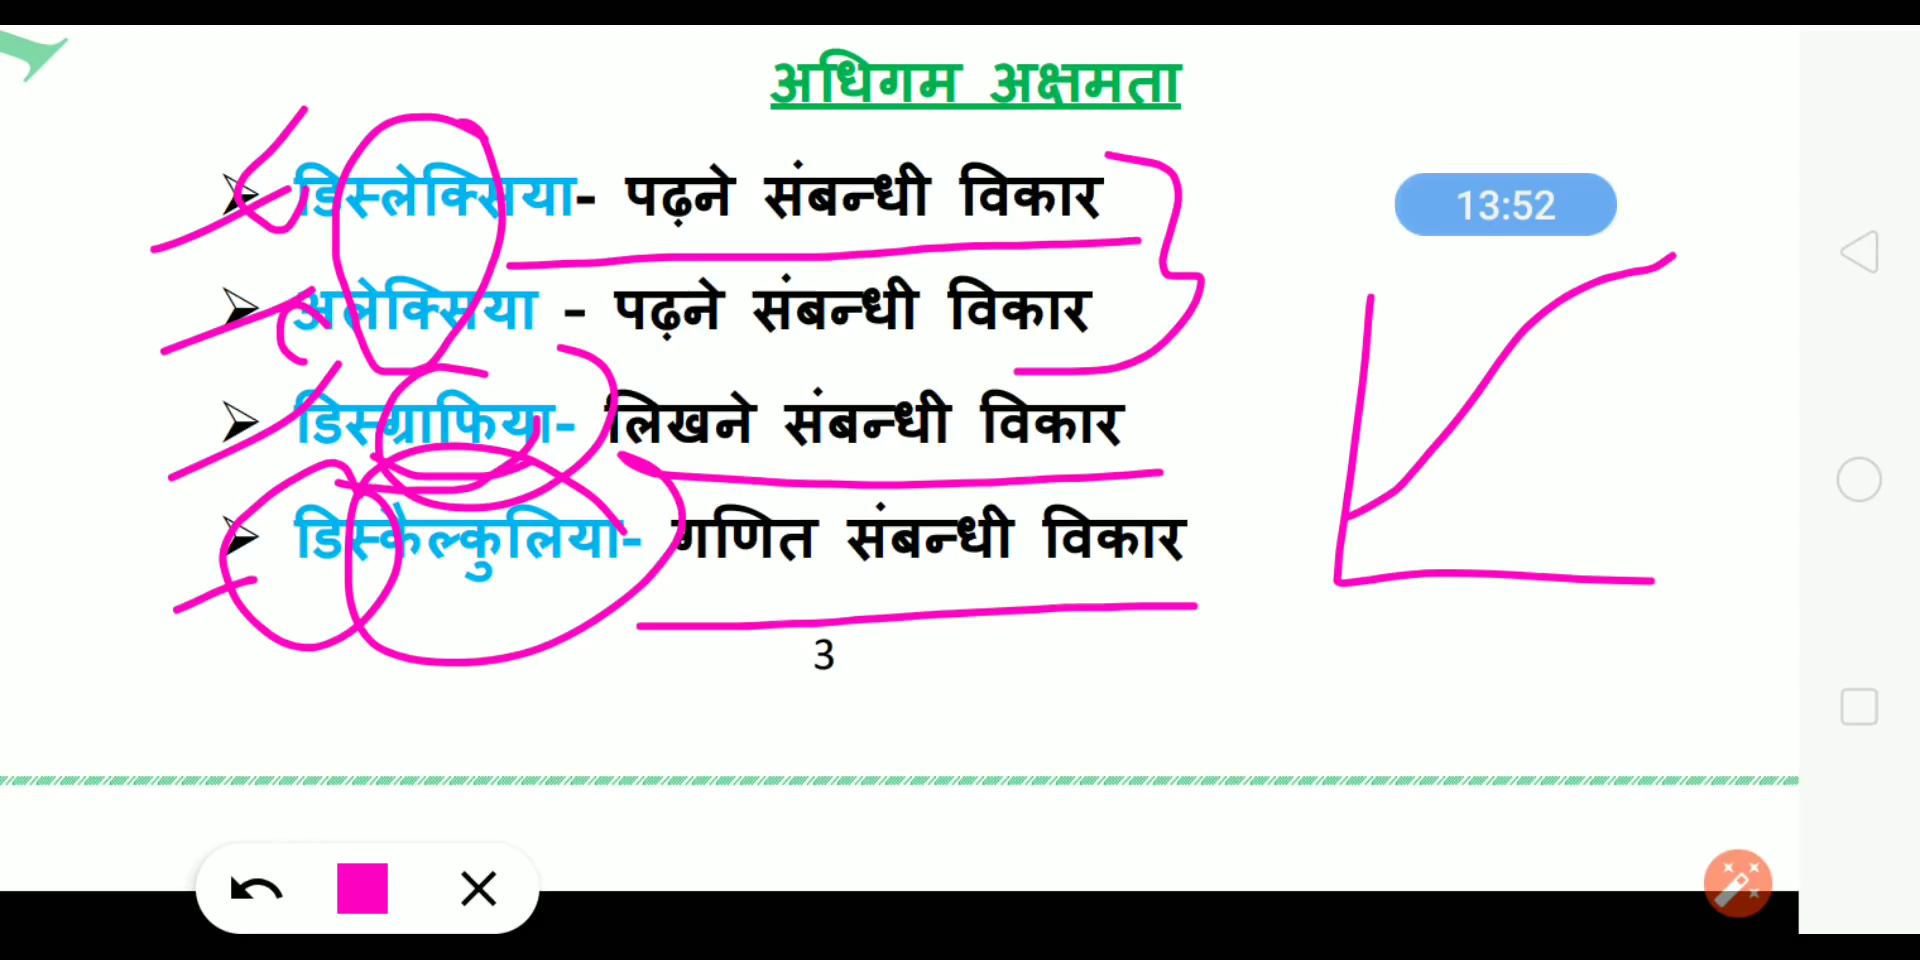 अधिगम अक्षमता
डिस्लेक्सिया- पढ़ने संबन्धी विकार
13:52
अलेक्सिया - पढ़ने संबन्धी विकार
डिस्ग्राफिया- लिखने संबन्धी विकार
डिस्केल्कुलिया- गणित संबन्धी विकार
3